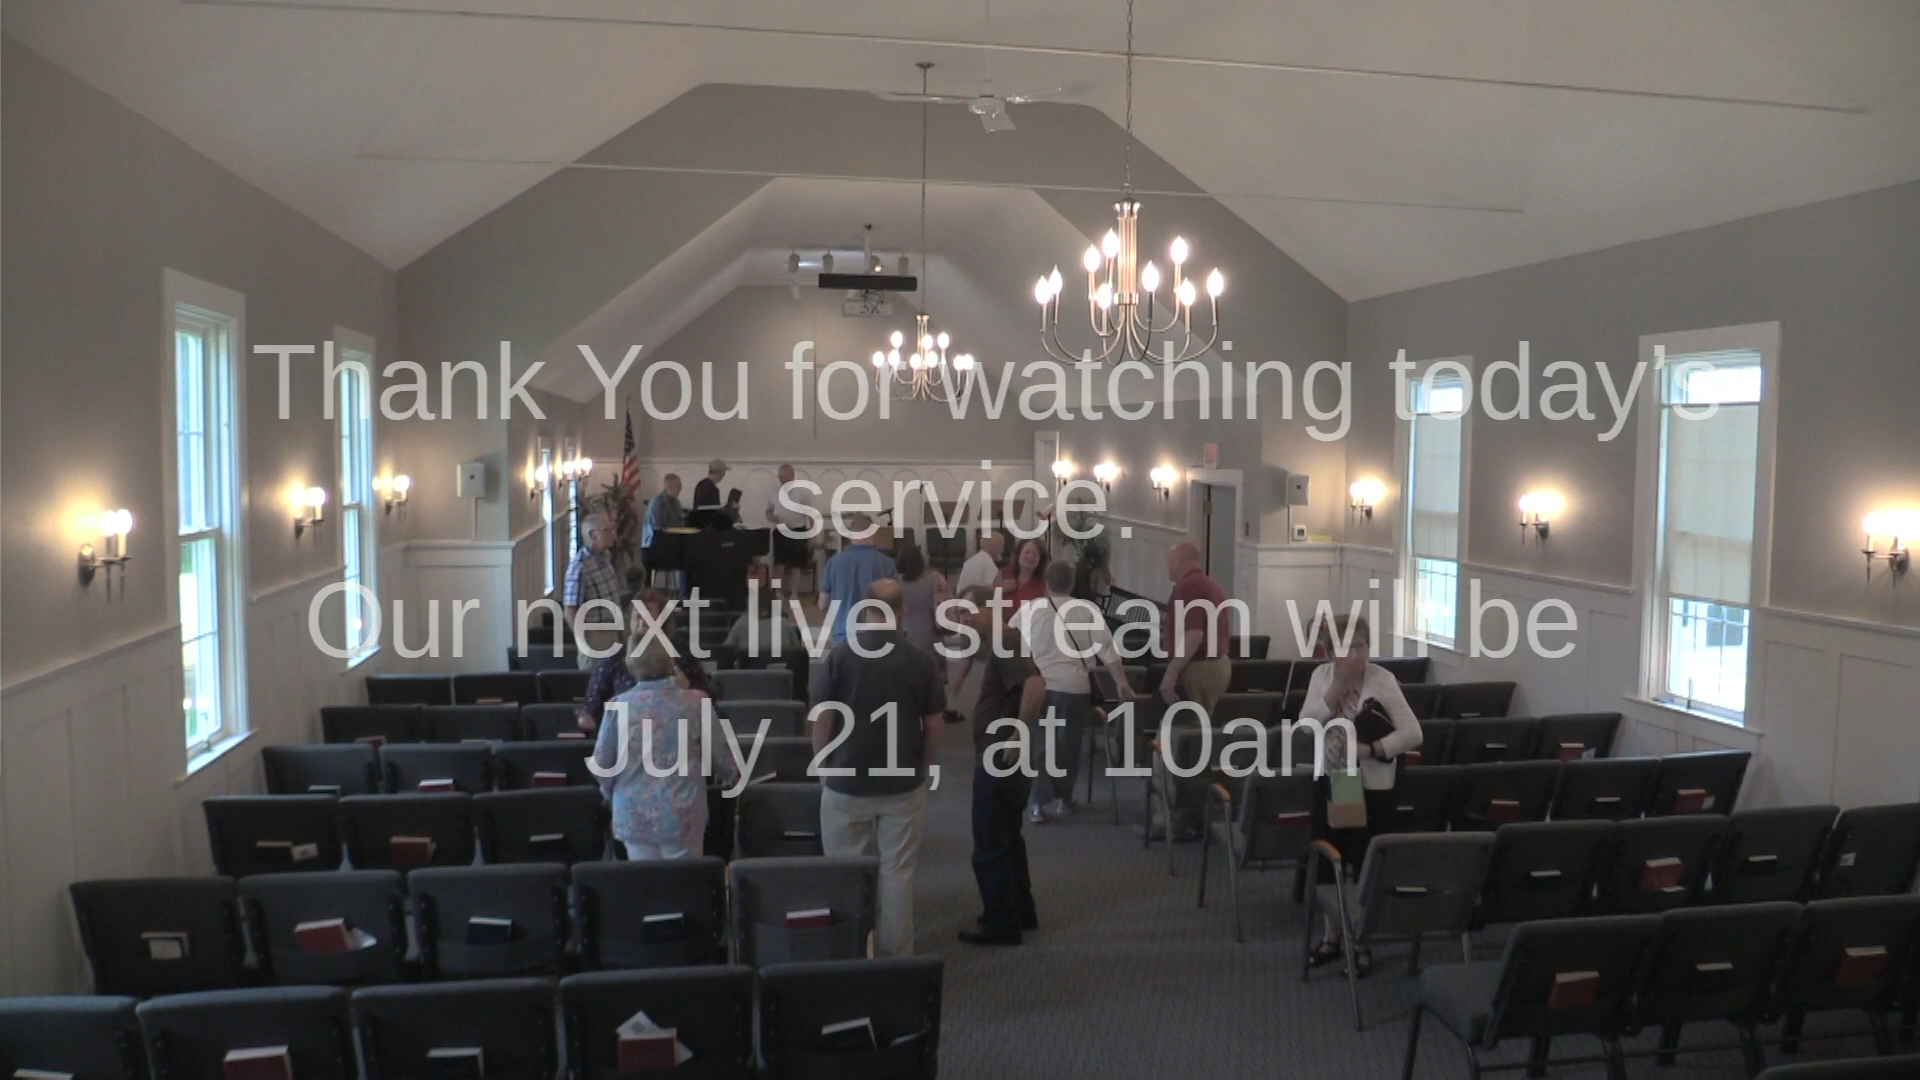 Thank You for watching today’s
service.
Our next live stream will be
July 21, at 10am